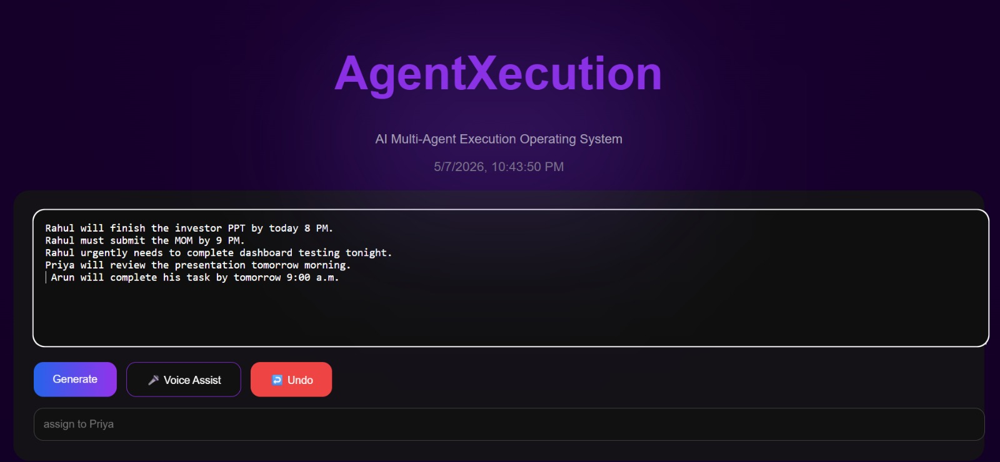 AgentXecution
AI Multi-Agent Execution Operating System
5/7/2026, 10:43:50 PM
Rahul will finish the investor PPT by today 8 PM.
Rahul must submit the MOM by 9 PM.
Rahul urgently needs to complete dashboard testing tonight.
Priya will review the presentation tomorrow morning.
Arun will complete his task by tomorrow 9:00 a.m.
Generate
🎤 Voice Assist
↩️ Undo
assign to Priya